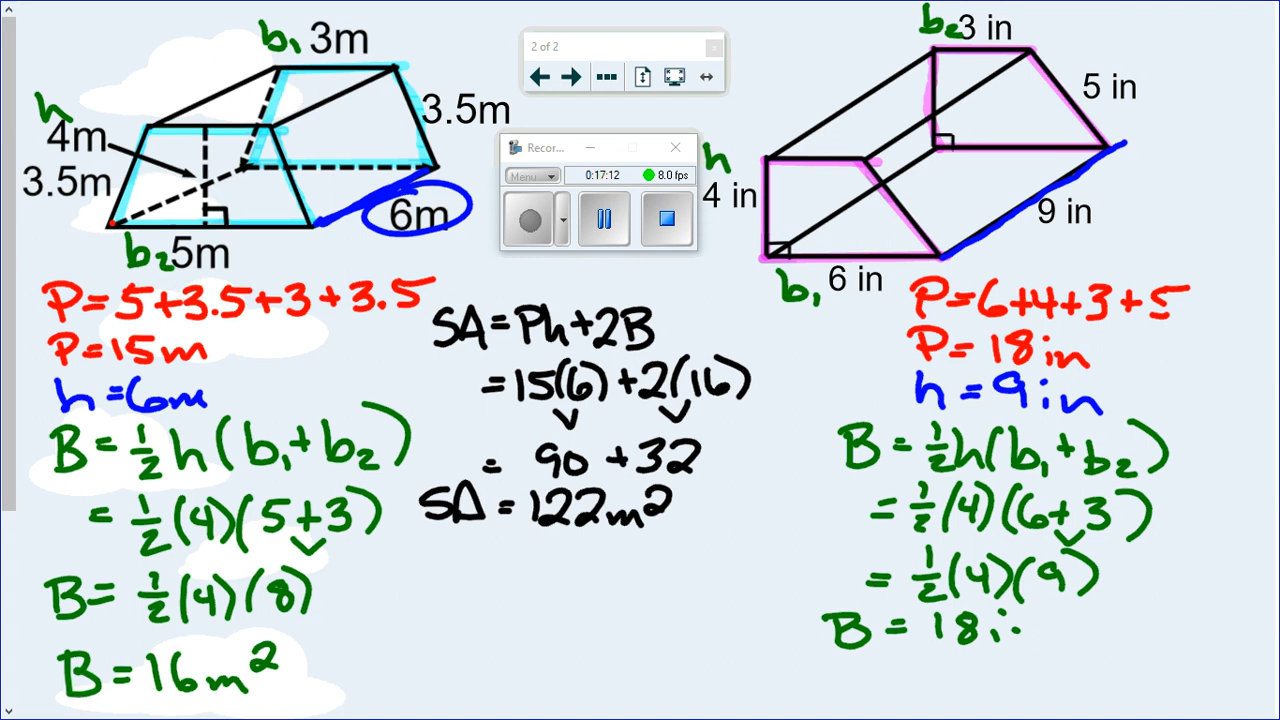 b₁ 3m
h
4m
3.5m
3.5m
6m
b₂ 5m
P=5+3.5+3+3.5
P=15m
h=6m
B=½h(b₁+b₂)
=½(4)(5+3)
B=½(4)(8)
B=16m²
2 of 2
Recor...
Menu
0:17:12
8.0 fps
SA=Ph+2B
=15(6)+2(16)
= 90+32
SA=122m²
b₂ 3 in
5 in
h
4 in
9 in
b₁ 6 in
P=6+4+3+5
P=18in
h=9in
B=½h(b₁+b₂)
=½(4)(6+3)
=½(4)(9)
B=18i